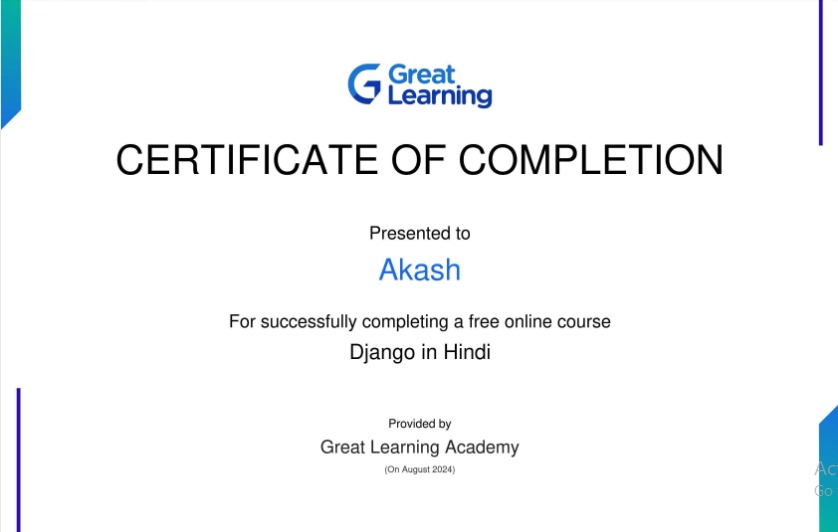 Great
Learning
CERTIFICATE OF COMPLETION
Presented to
Akash
For successfully completing a free online course
Django in Hindi
Provided by
Great Learning Academy
(On August 2024)
Go